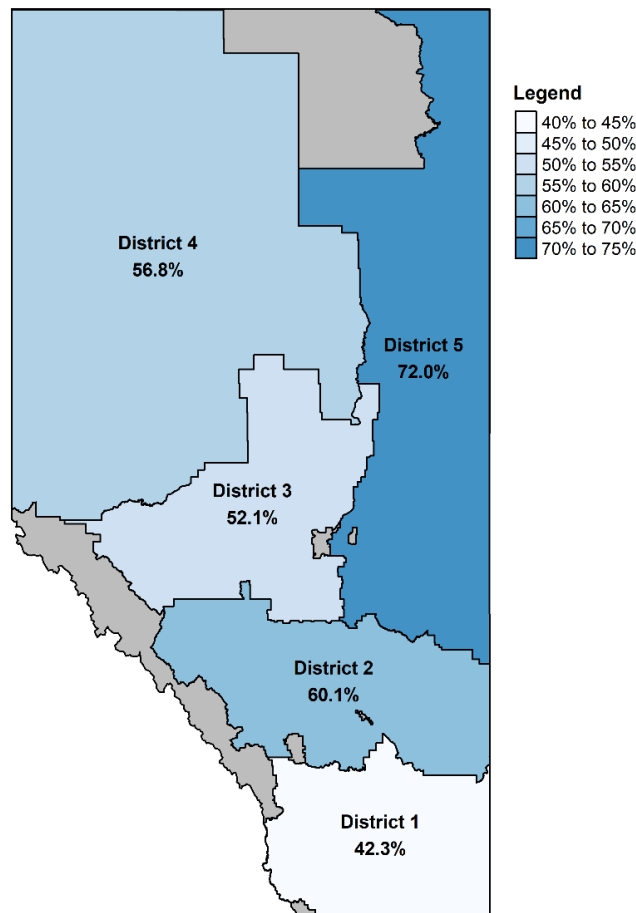 Legend
40% to 45%
45% to 50%
50% to 55%
55% to 60%
60% to 65%
65% to 70%
70% to 75%
District 4
56.8%
District 5
72.0%
District 3
52.1%
District 2
60.1%
District 1
42.3%